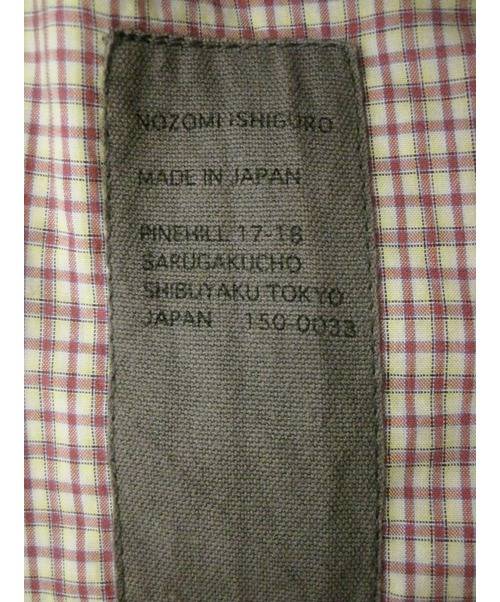 NOZOMI ISHIGURO
MADE IN JAPAN
PINEHILL 17-16
SARUGAKUCHO
SHIBUYAKU TOKYO
JAPAN 150-0033